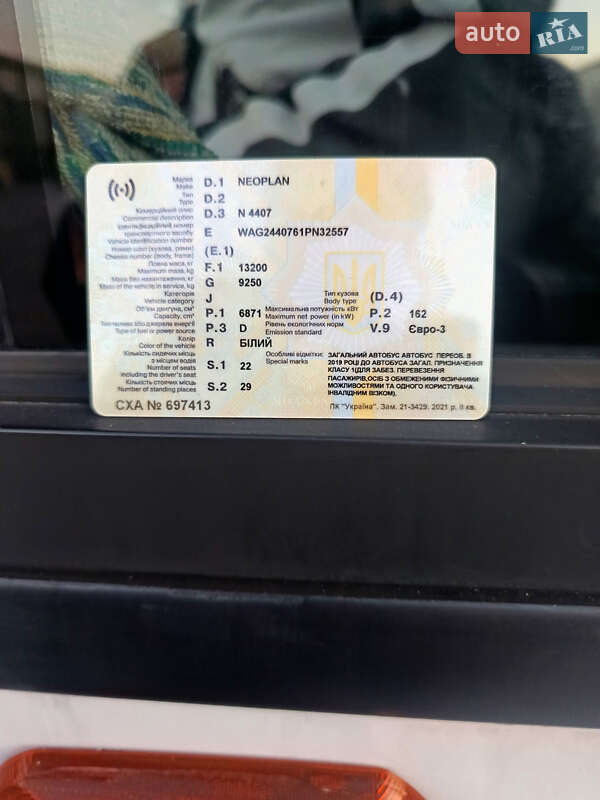 auto RIA.com
Марка
Make D.1 NEOPLAN
Тип
Type D.2
Комерційний опис
Commercial description D.3 N 4407
Ідентифікаційний номер
транспортного засобу E WAG2440761PN32557
Vehicle identification number
Номер шасі (кузова, рами) (E.1)
Chassis number (body, frame)
Повна маса, кг F.1 13200
Maximum mass, kg
Маса без навантаження, кг G 9250
Mass of the vehicle in service, kg
Категорія J Тип кузова (D.4)
Vehicle category Body type
Об'єм двигуна, см³ P.1 6871 Максимальна потужність кВт P.2 162
Capacity, cm³ Maximum net power (in kW)
Тип палива або джерела енергії P.3 D Рівень екологічних норм V.9 Євро-3
Type of fuel or power source Emission standard
Колір R БІЛИЙ
Color of the vehicle
Кількість сидячих місць Особливі відмітки:
з місцем водія S.1 22 Special marks
Number of seats
including the driver's seat
Кількість стоячих місць S.2 29
Number of standing places
ЗАГАЛЬНИЙ АВТОБУС АВТОБУС ПЕРЕОБ. В
2019 РОЦІ ДО АВТОБУСА ЗАГАЛ. ПРИЗНАЧЕННЯ
КЛАСУ 1(ДЛЯ ЗАБЕЗ. ПЕРЕВЕЗЕННЯ
ПАСАЖИРІВ,ОСІБ З ОБМЕЖЕНИМИ ФІЗИЧНИМИ
МОЖЛИВОСТЯМИ ТА ОДНОГО КОРИСТУВАЧА
ІНВАЛІДНИМ ВІЗКОМ).
СХА № 697413
ПК "Україна". Зам. 21-3429. 2021 р. II кв.